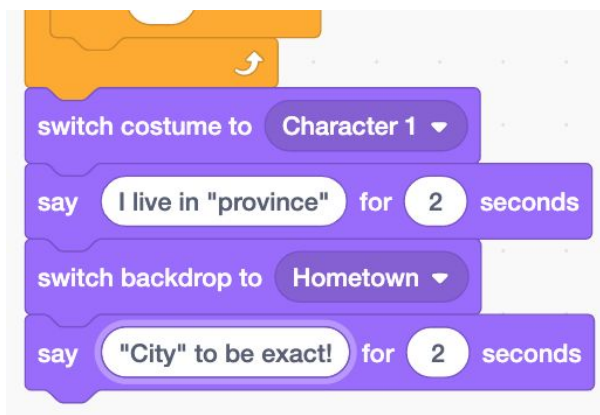 switch costume to Character 1
say I live in "province" for 2 seconds
switch backdrop to Hometown
say "City" to be exact! for 2 seconds